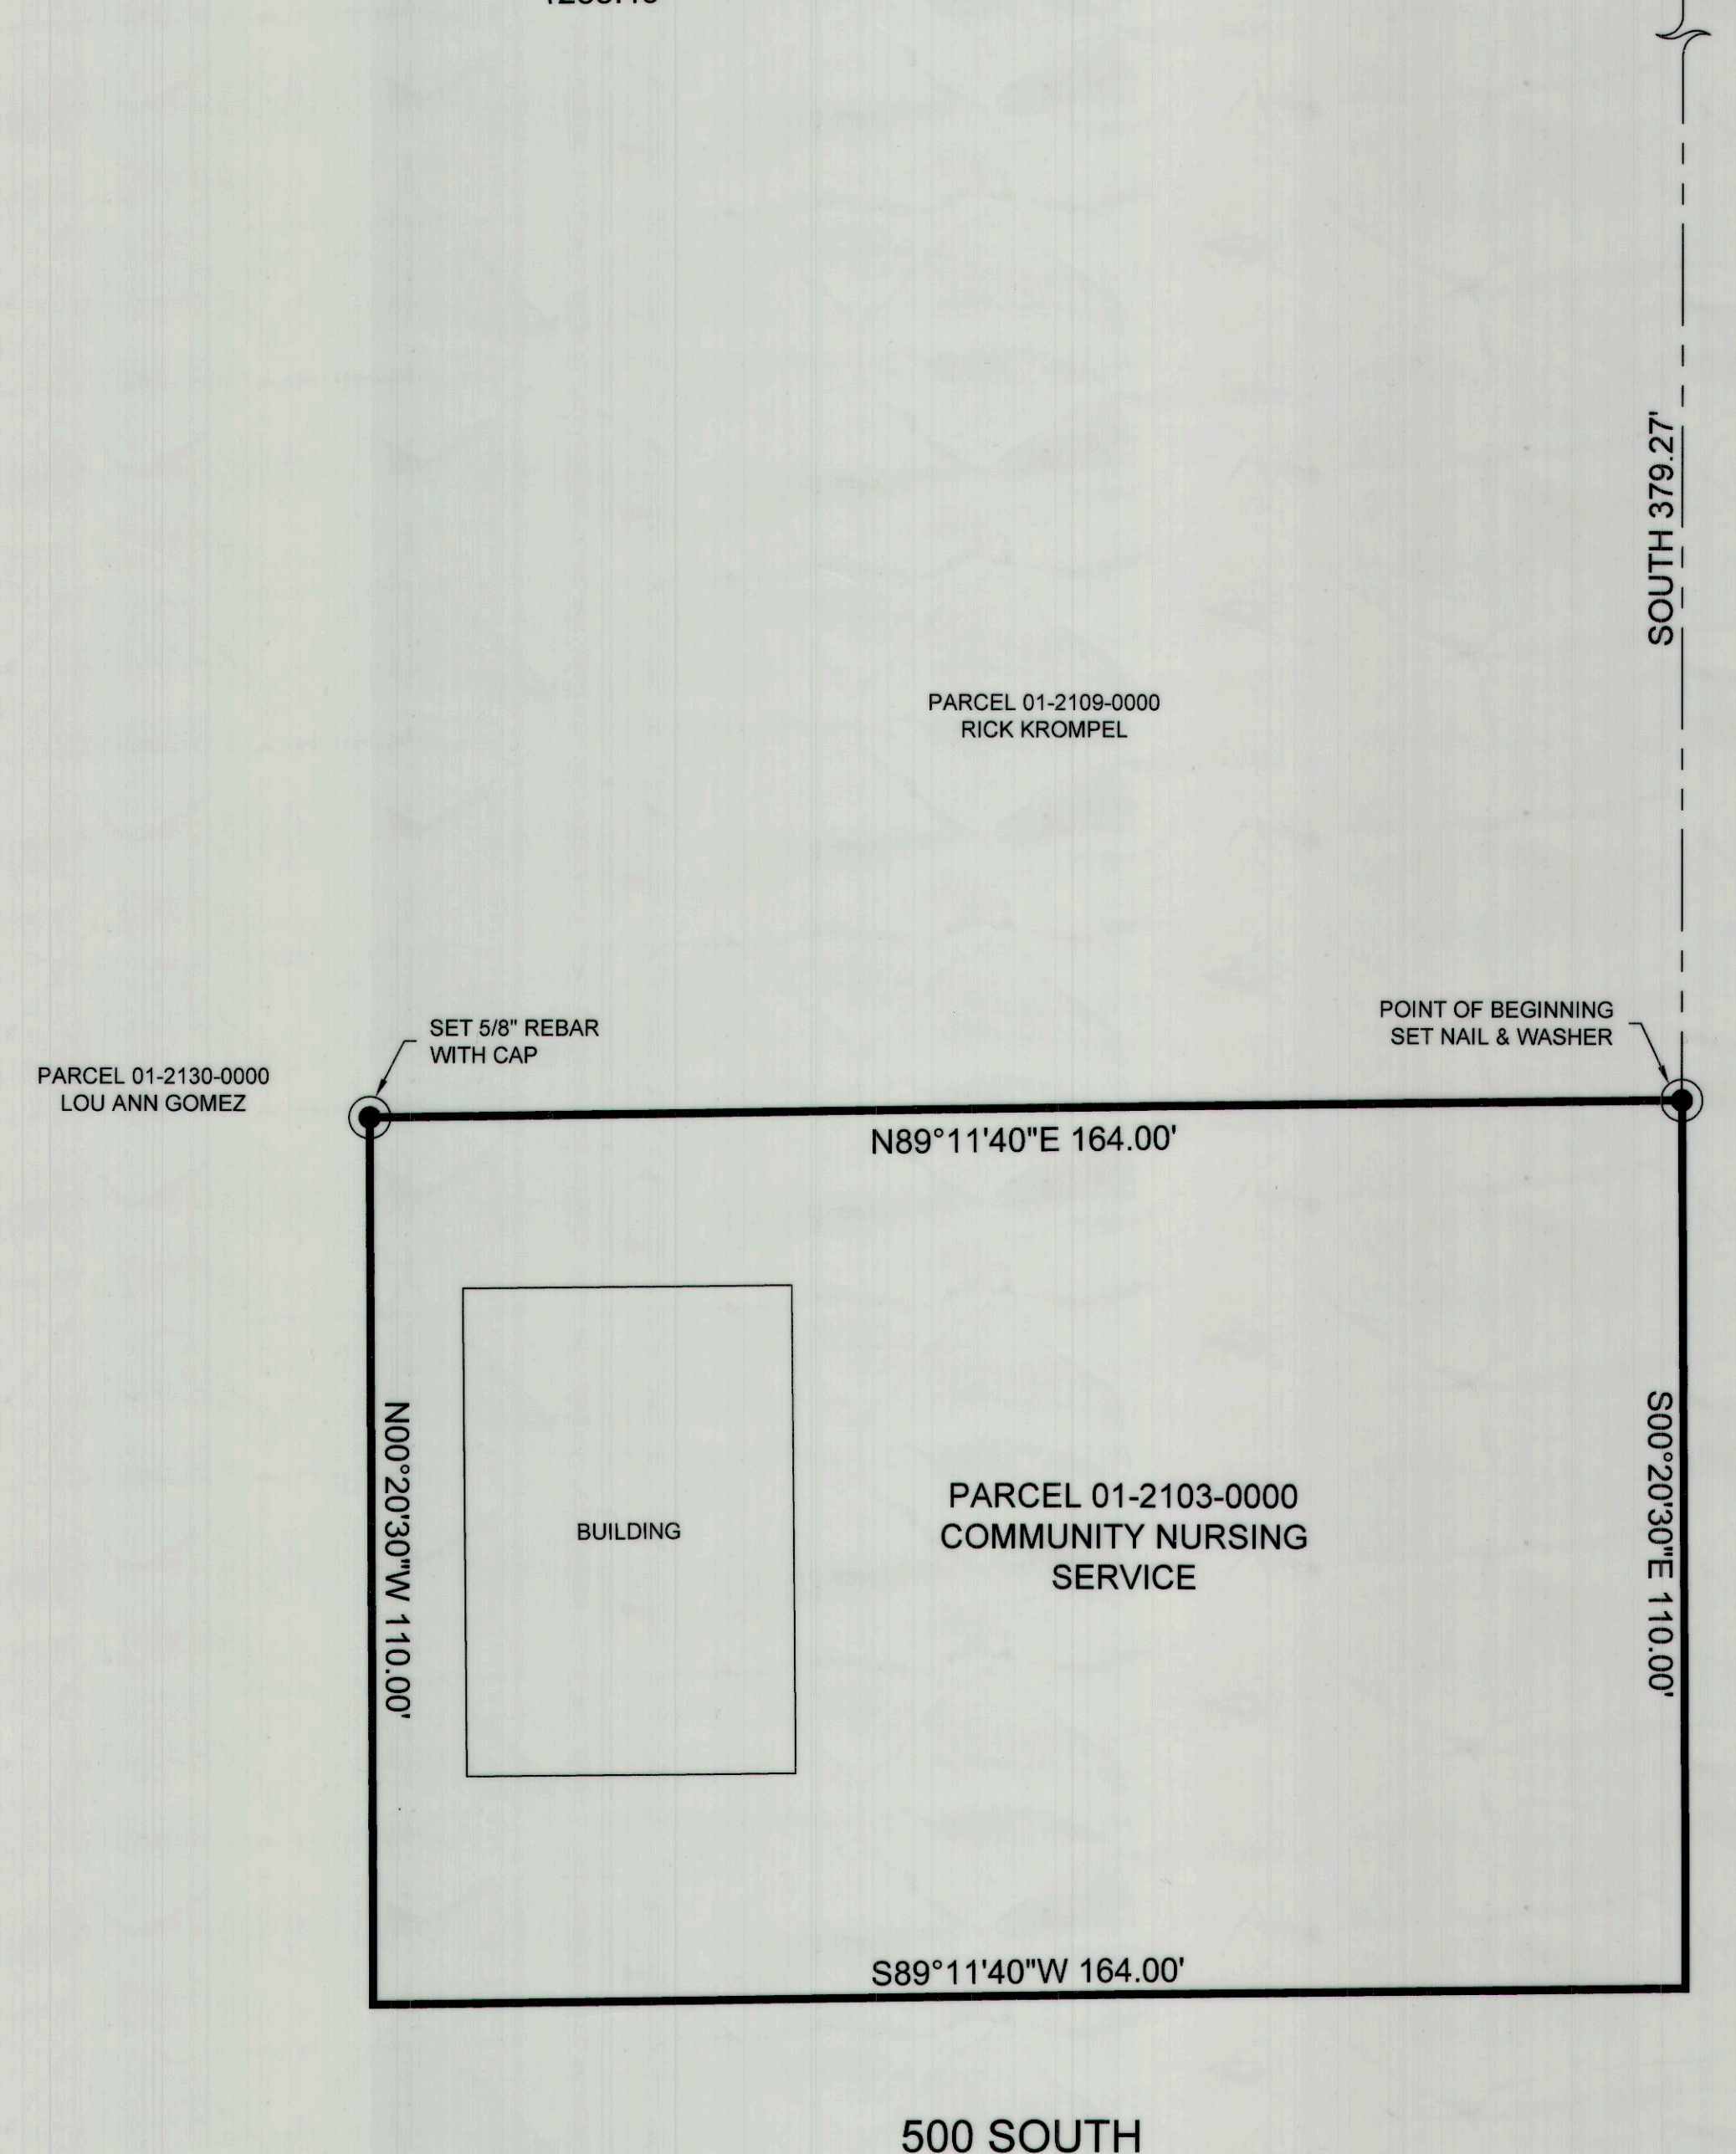 SOUTH 379.27'
PARCEL 01-2109-0000
RICK KROMPEL
POINT OF BEGINNING
SET NAIL & WASHER
SET 5/8" REBAR
WITH CAP
PARCEL 01-2130-0000
LOU ANN GOMEZ
N89°11'40"E 164.00'
N00°20'30"W 110.00'
BUILDING
PARCEL 01-2103-0000
COMMUNITY NURSING
SERVICE
S00°20'30"E 110.00'
S89°11'40"W 164.00'
500 SOUTH